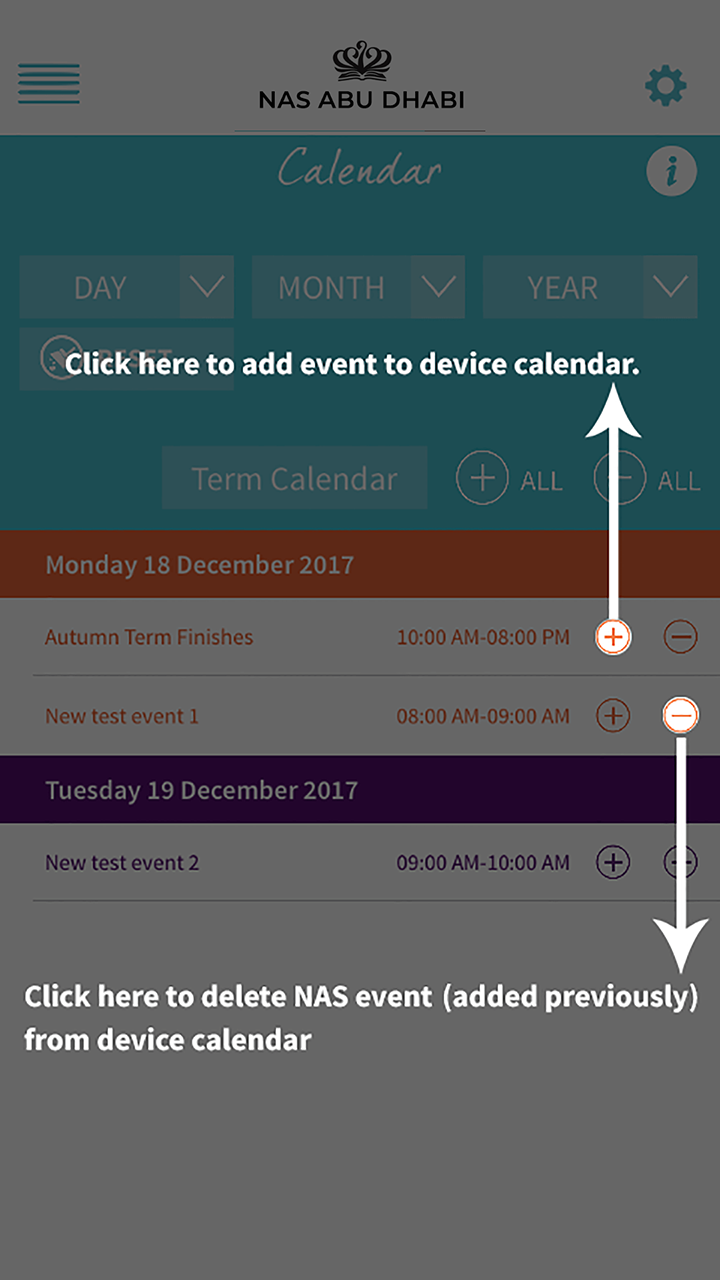 NAS ABU DHABI
Calendar
i
DAY MONTH YEAR
RESET
Click here to add event to device calendar.
Term Calendar + ALL − ALL
Monday 18 December 2017
Autumn Term Finishes 10:00 AM-08:00 PM
New test event 1 08:00 AM-09:00 AM
Tuesday 19 December 2017
New test event 2 09:00 AM-10:00 AM
Click here to delete NAS event (added previously)
from device calendar